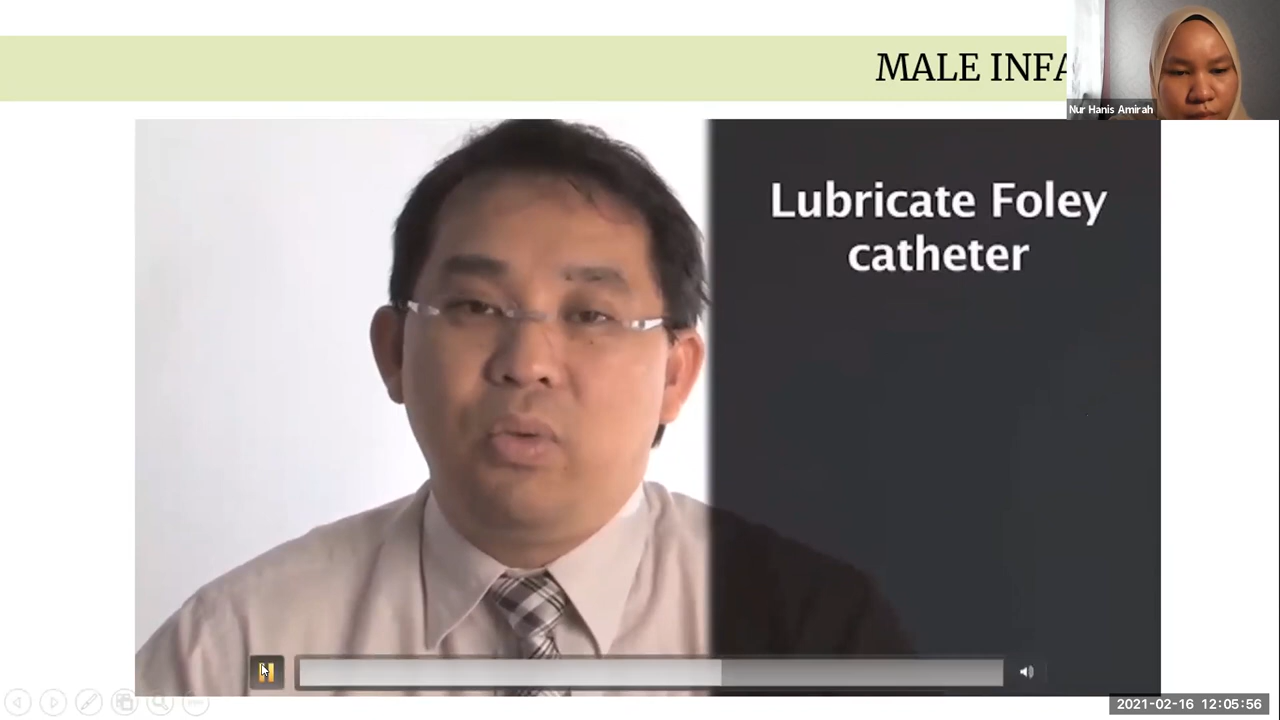 MALE INFA
Nur Hanis Amirah
Lubricate Foley
catheter
2021-02-16 12:05:56